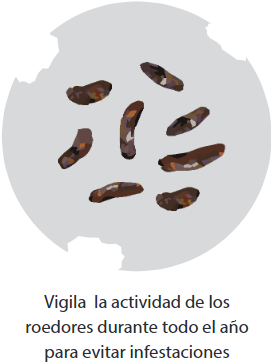 Vigila  la actividad de los
roedores durante todo el año
para evitar infestaciones